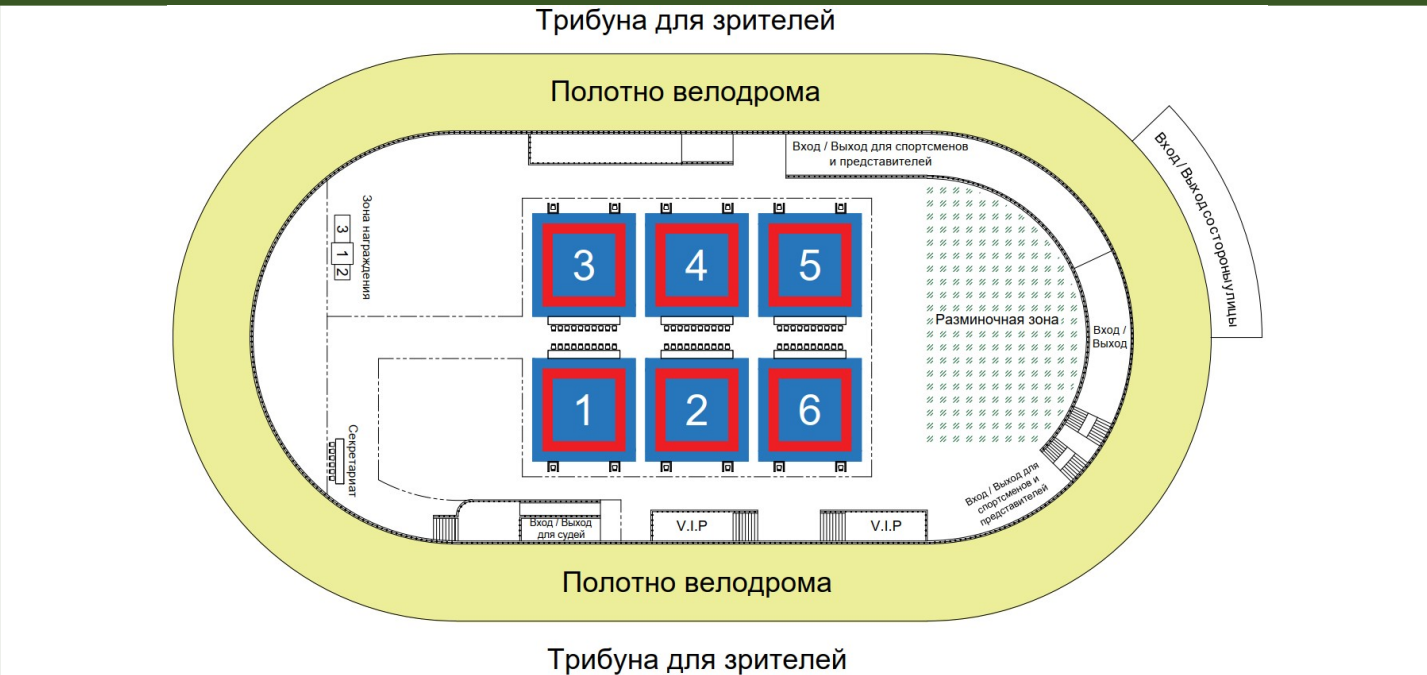 Трибуна для зрителей
Полотно велодрома
Вход / Выход для спортсменов
и представителей
Вход / Выход со стороны улицы
Зона награждения
3
1
2
3
4
5
Разминочная зона
Вход /
Выход
1
2
6
Секретариат
Вход / Выход для
спортсменов и
представителей
Вход / Выход
для судей
V.I.P
V.I.P
Полотно велодрома
Трибуна для зрителей